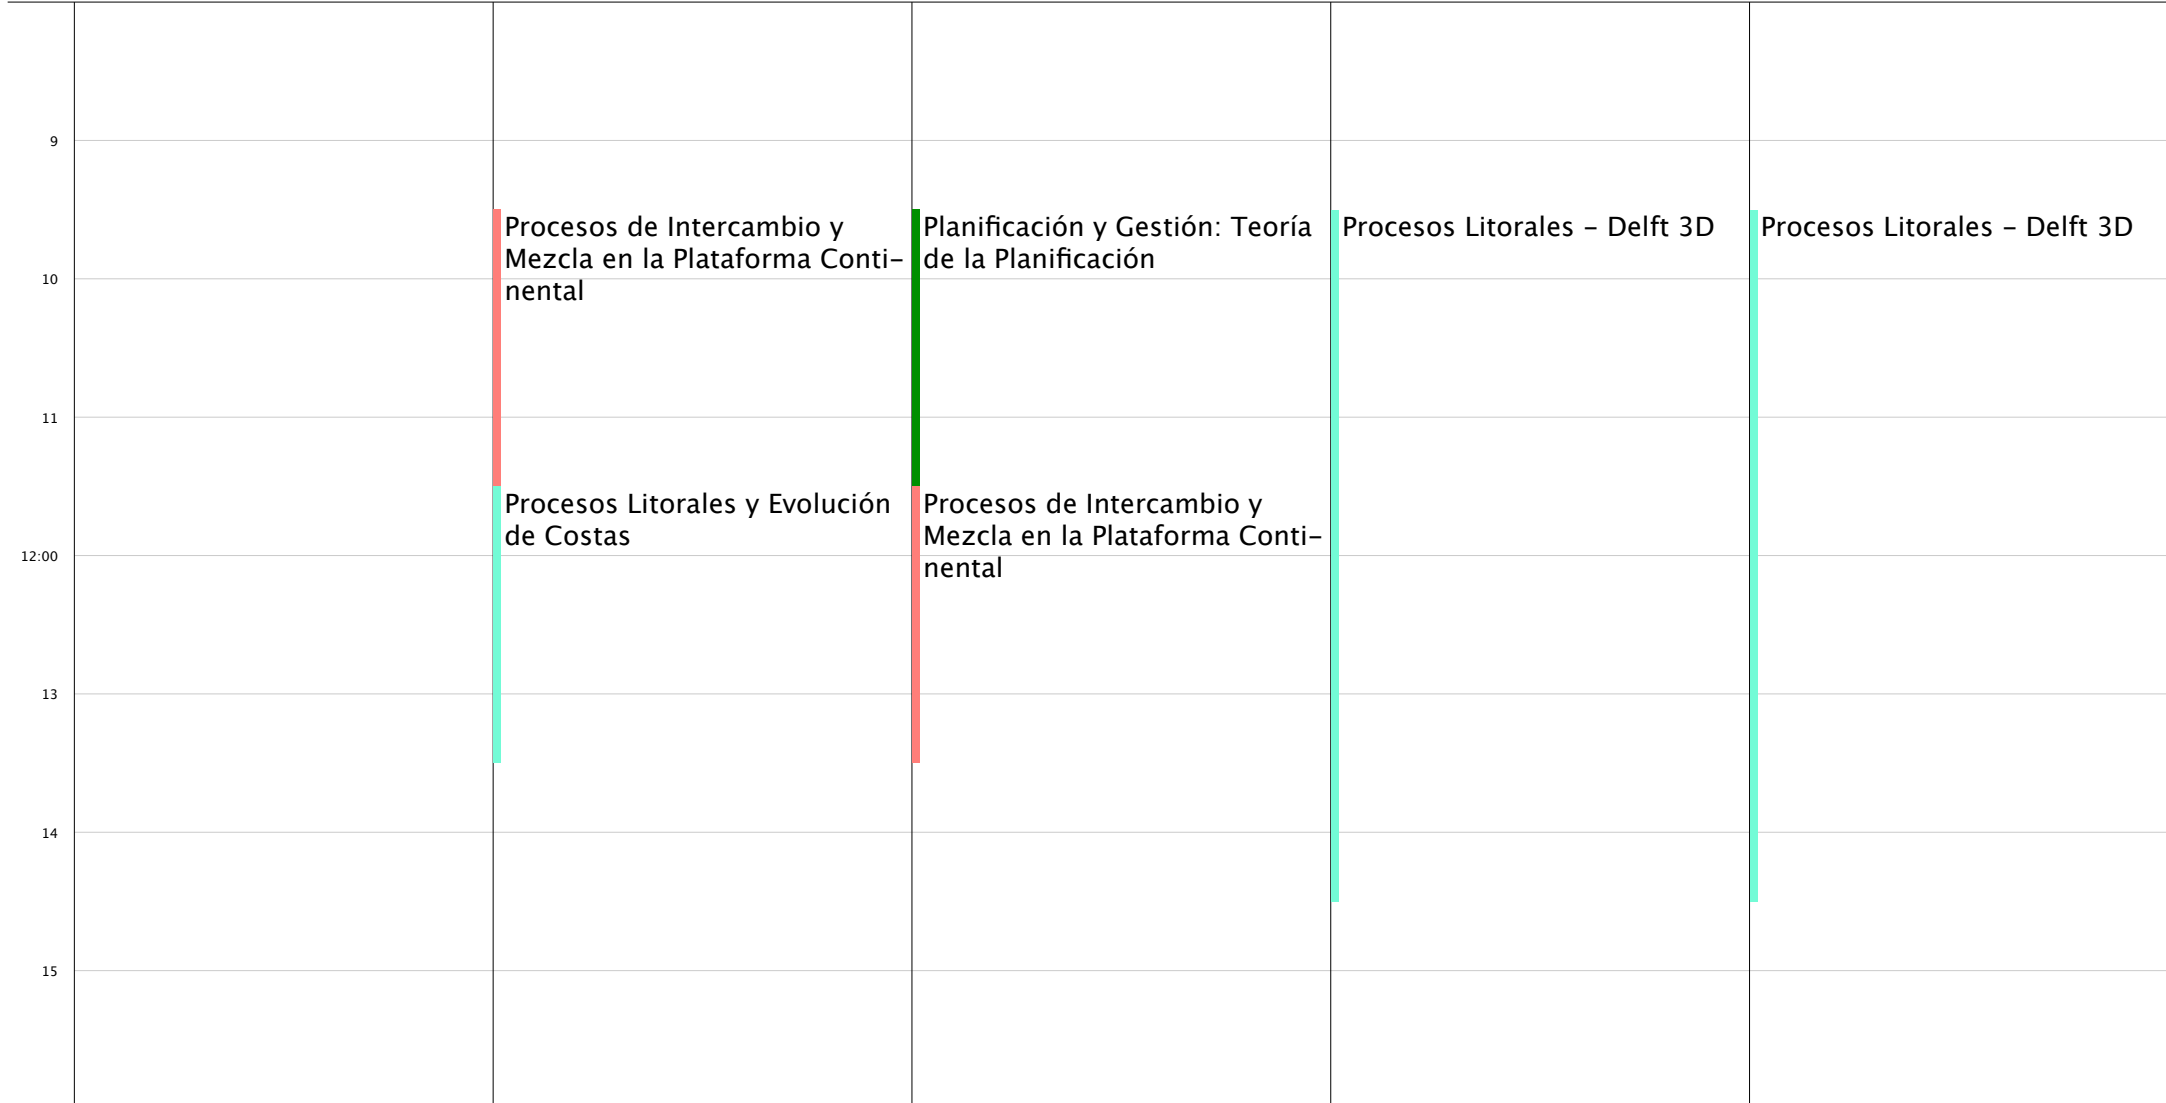 9
10
11
12:00
13
14
15
Procesos de Intercambio y
Mezcla en la Plataforma Conti-
nental
Procesos Litorales y Evolución
de Costas
Planificación y Gestión: Teoría
de la Planificación
Procesos de Intercambio y
Mezcla en la Plataforma Conti-
nental
Procesos Litorales - Delft 3D
Procesos Litorales - Delft 3D